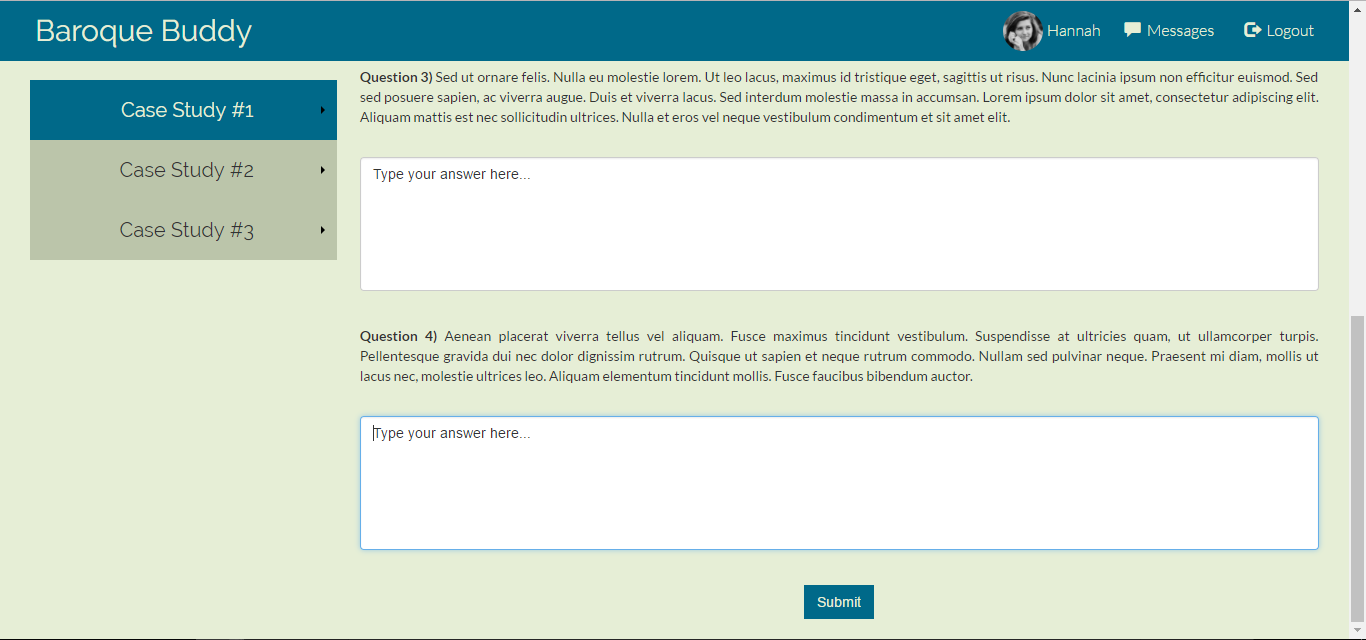 Baroque Buddy
Hannah
Messages
Logout
Case Study #1
Case Study #2
Case Study #3
Question 3) Sed ut ornare felis. Nulla eu molestie lorem. Ut leo lacus, maximus id tristique eget, sagittis ut risus. Nunc lacinia ipsum non efficitur euismod. Sed
sed posuere sapien, ac viverra augue. Duis et viverra lacus. Sed interdum molestie massa in accumsan. Lorem ipsum dolor sit amet, consectetur adipiscing elit.
Aliquam mattis est nec sollicitudin ultrices. Nulla et eros vel neque vestibulum condimentum et sit amet elit.
Type your answer here...
Question 4) Aenean placerat viverra tellus vel aliquam. Fusce maximus tincidunt vestibulum. Suspendisse at ultricies quam, ut ullamcorper turpis.
Pellentesque gravida dui nec dolor dignissim rutrum. Quisque ut sapien et neque rutrum commodo. Nullam sed pulvinar neque. Praesent mi diam, mollis ut
lacus nec, molestie ultrices leo. Aliquam elementum tincidunt mollis. Fusce faucibus bibendum auctor.
Type your answer here...
Submit